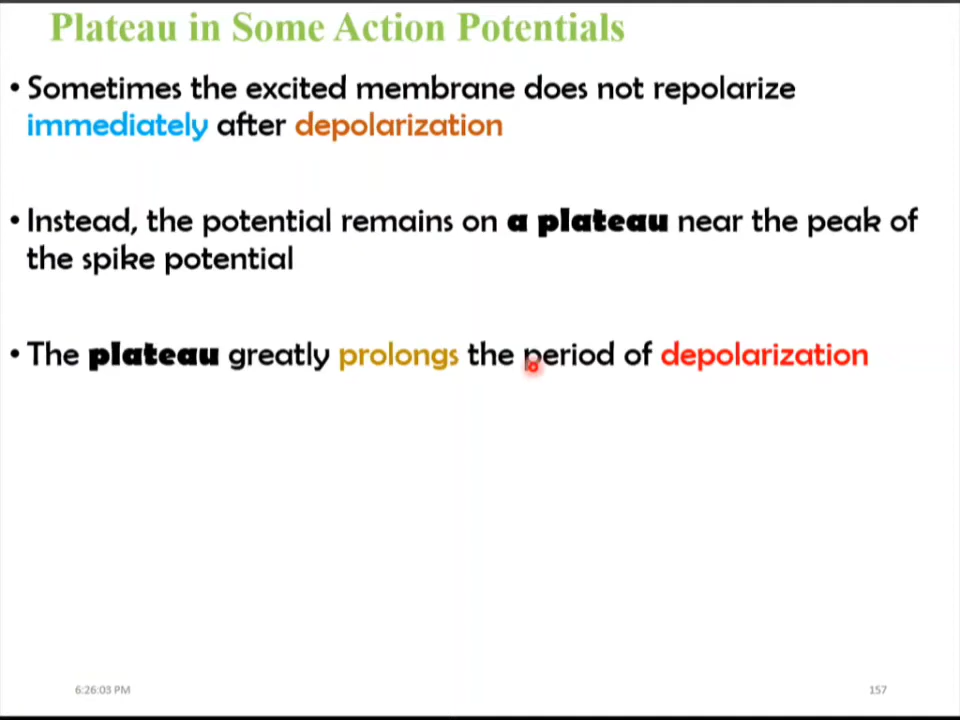 Plateau in Some Action Potentials
• Sometimes the excited membrane does not repolarize
immediately after depolarization
• Instead, the potential remains on a plateau near the peak of
the spike potential
• The plateau greatly prolongs the period of depolarization
6:26:03 PM
157